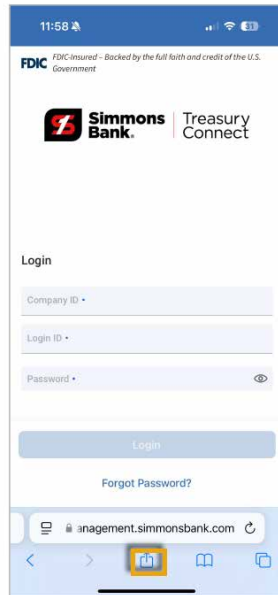 11:58
31
FDIC FDIC-Insured – Backed by the full faith and credit of the U.S.
Government
Simmons Treasury
Bank. Connect
Login
Company ID •
Login ID •
Password •
Login
Forgot Password?
anagement.simmonsbank.com